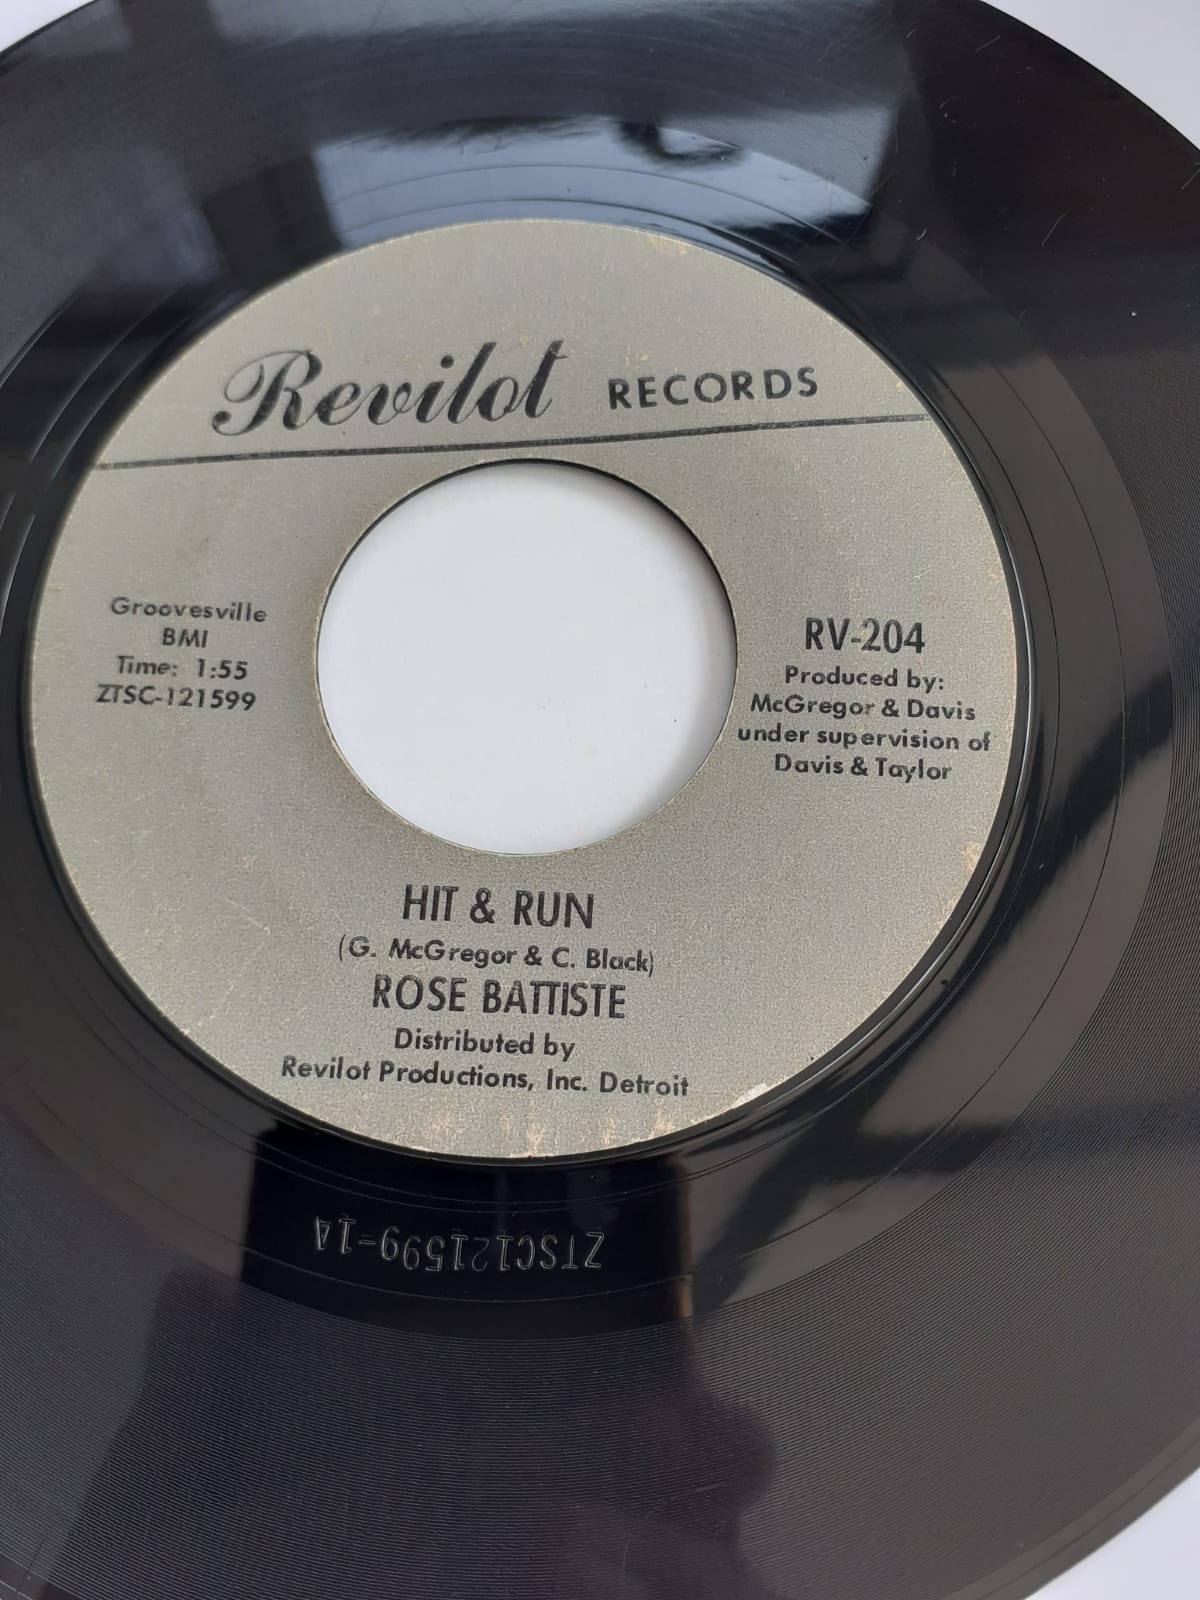 Revilot RECORDS
Groovesville
BMI
Time: 1:55
ZTSC-121599
RV-204
Produced by:
McGregor & Davis
under supervision of
Davis & Taylor
HIT & RUN
(G. McGregor & C. Black)
ROSE BATTISTE
Distributed by
Revilot Productions, Inc. Detroit
ZTSC121599-1A